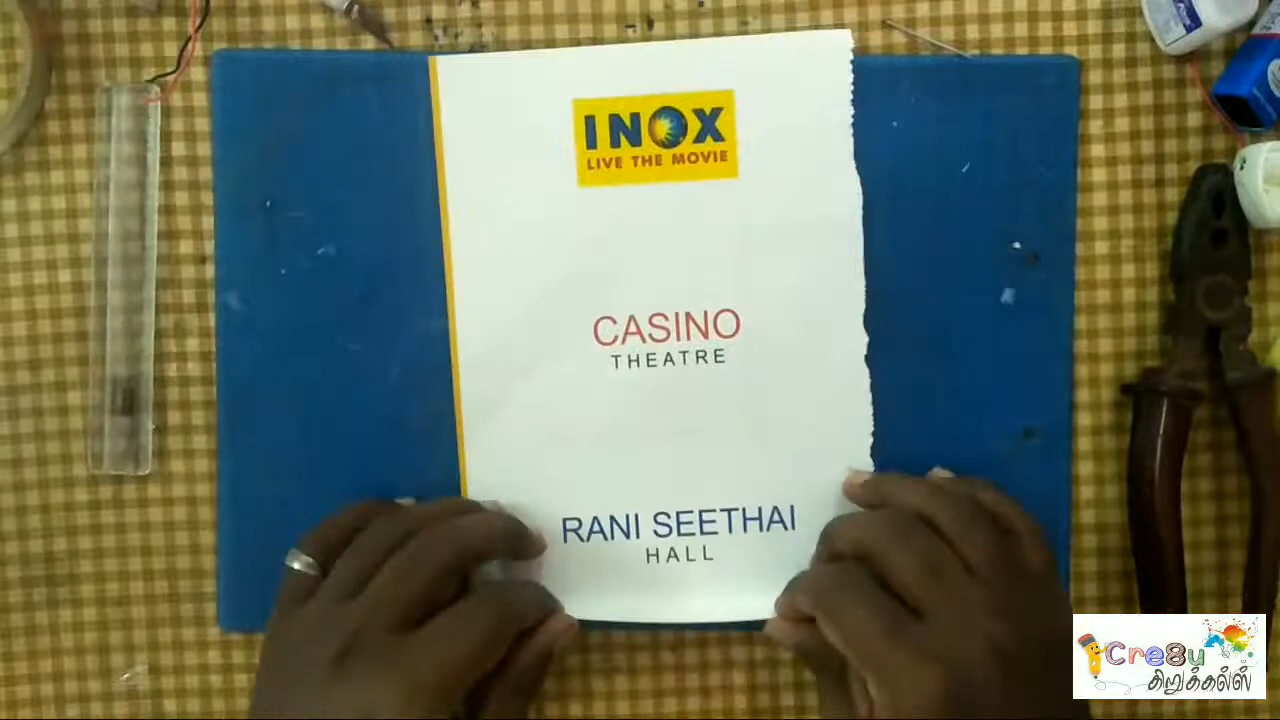 INOX
LIVE THE MOVIE
CASINO
THEATRE
RANI SEETHAI
HALL
Cre8u
கிறுக்கல்ஸ்